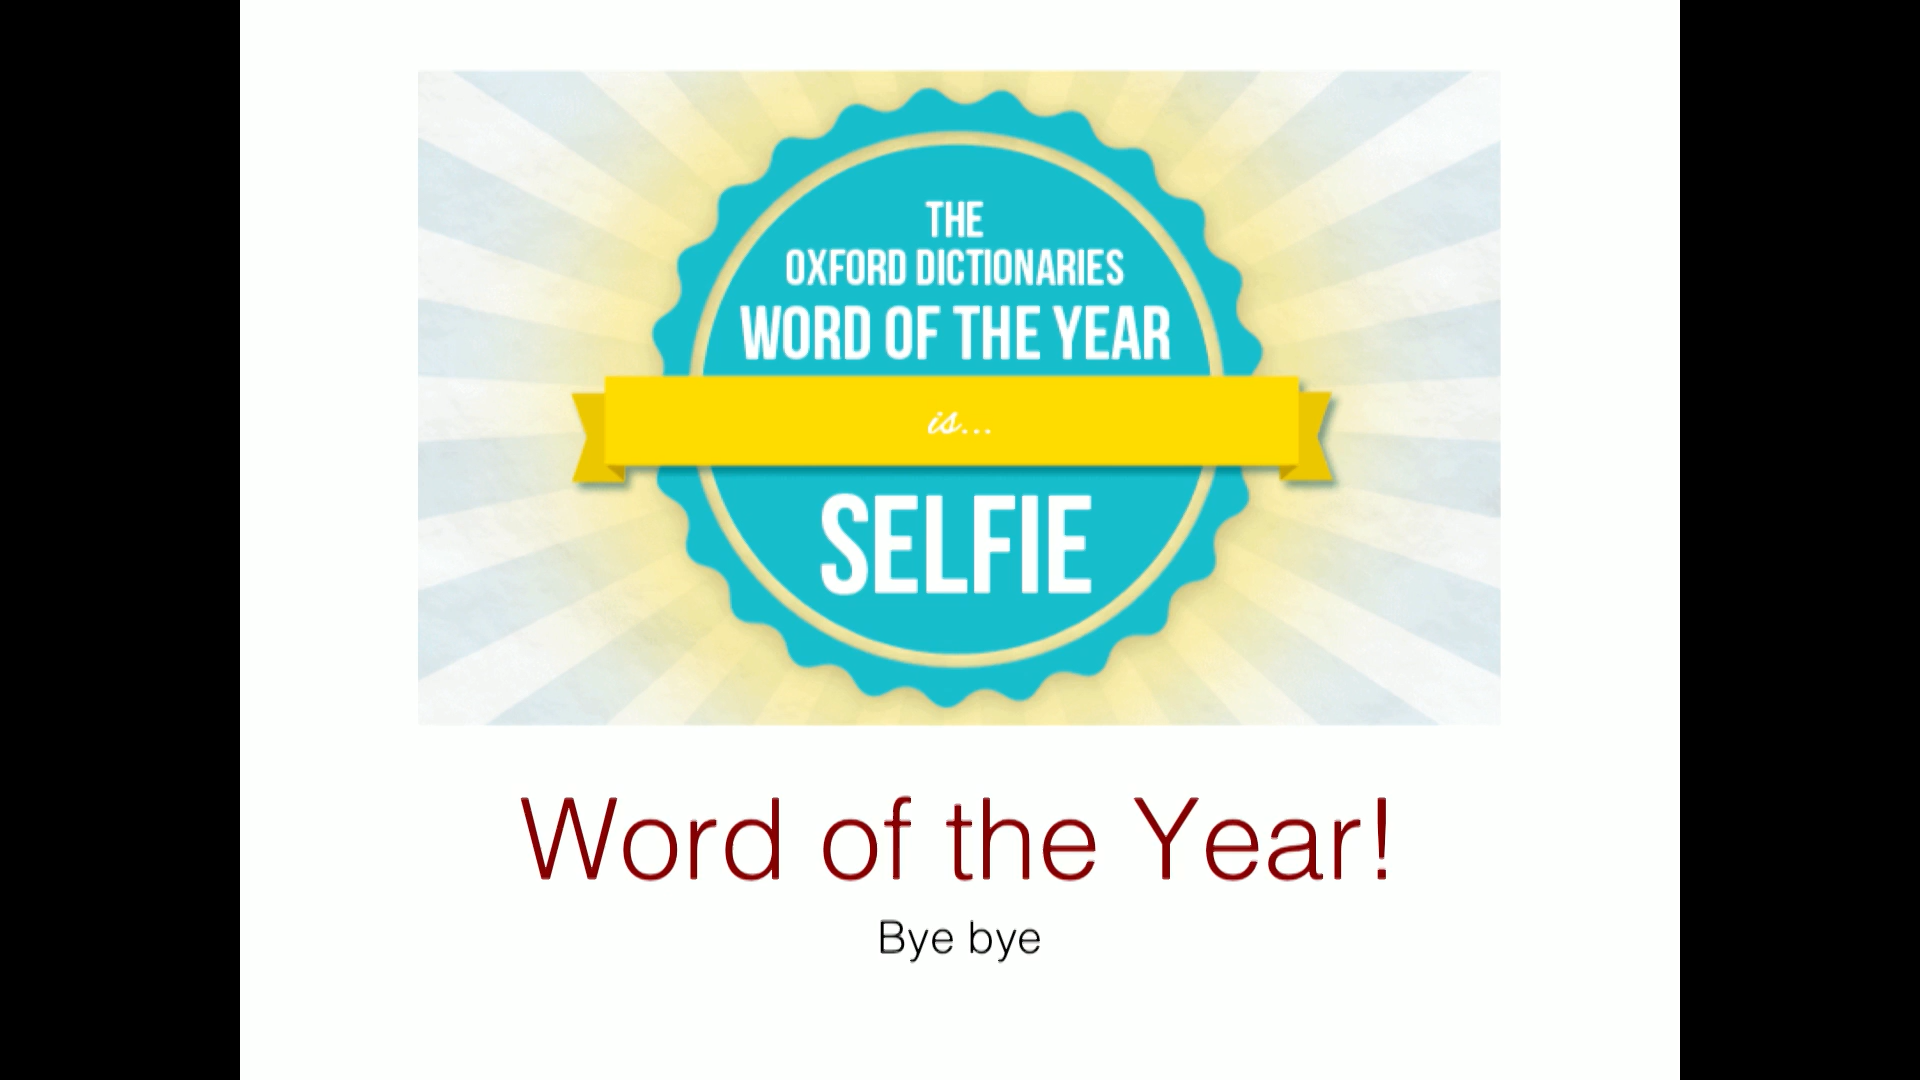 THE
OXFORD DICTIONARIES
WORD OF THE YEAR
is...
SELFIE
Word of the Year!
Bye bye